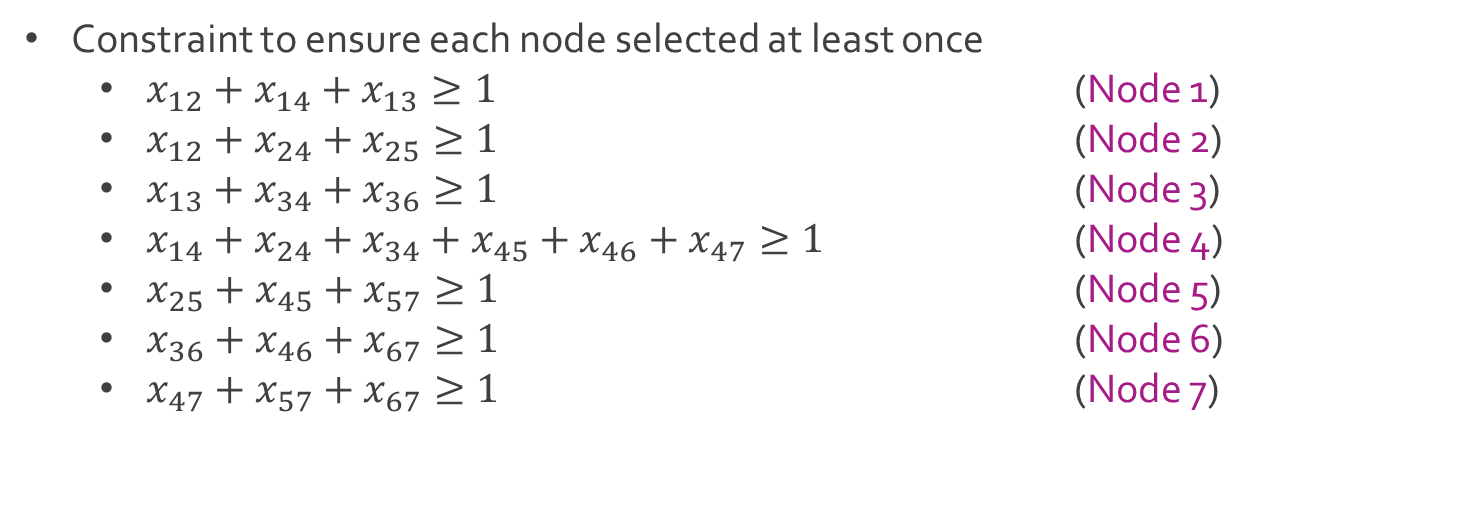 • Constraint to ensure each node selected at least once
• x₁₂ + x₁₄ + x₁₃ ≥ 1 (Node 1)
• x₁₂ + x₂₄ + x₂₅ ≥ 1 (Node 2)
• x₁₃ + x₃₄ + x₃₆ ≥ 1 (Node 3)
• x₁₄ + x₂₄ + x₃₄ + x₄₅ + x₄₆ + x₄₇ ≥ 1 (Node 4)
• x₂₅ + x₄₅ + x₅₇ ≥ 1 (Node 5)
• x₃₆ + x₄₆ + x₆₇ ≥ 1 (Node 6)
• x₄₇ + x₅₇ + x₆₇ ≥ 1 (Node 7)